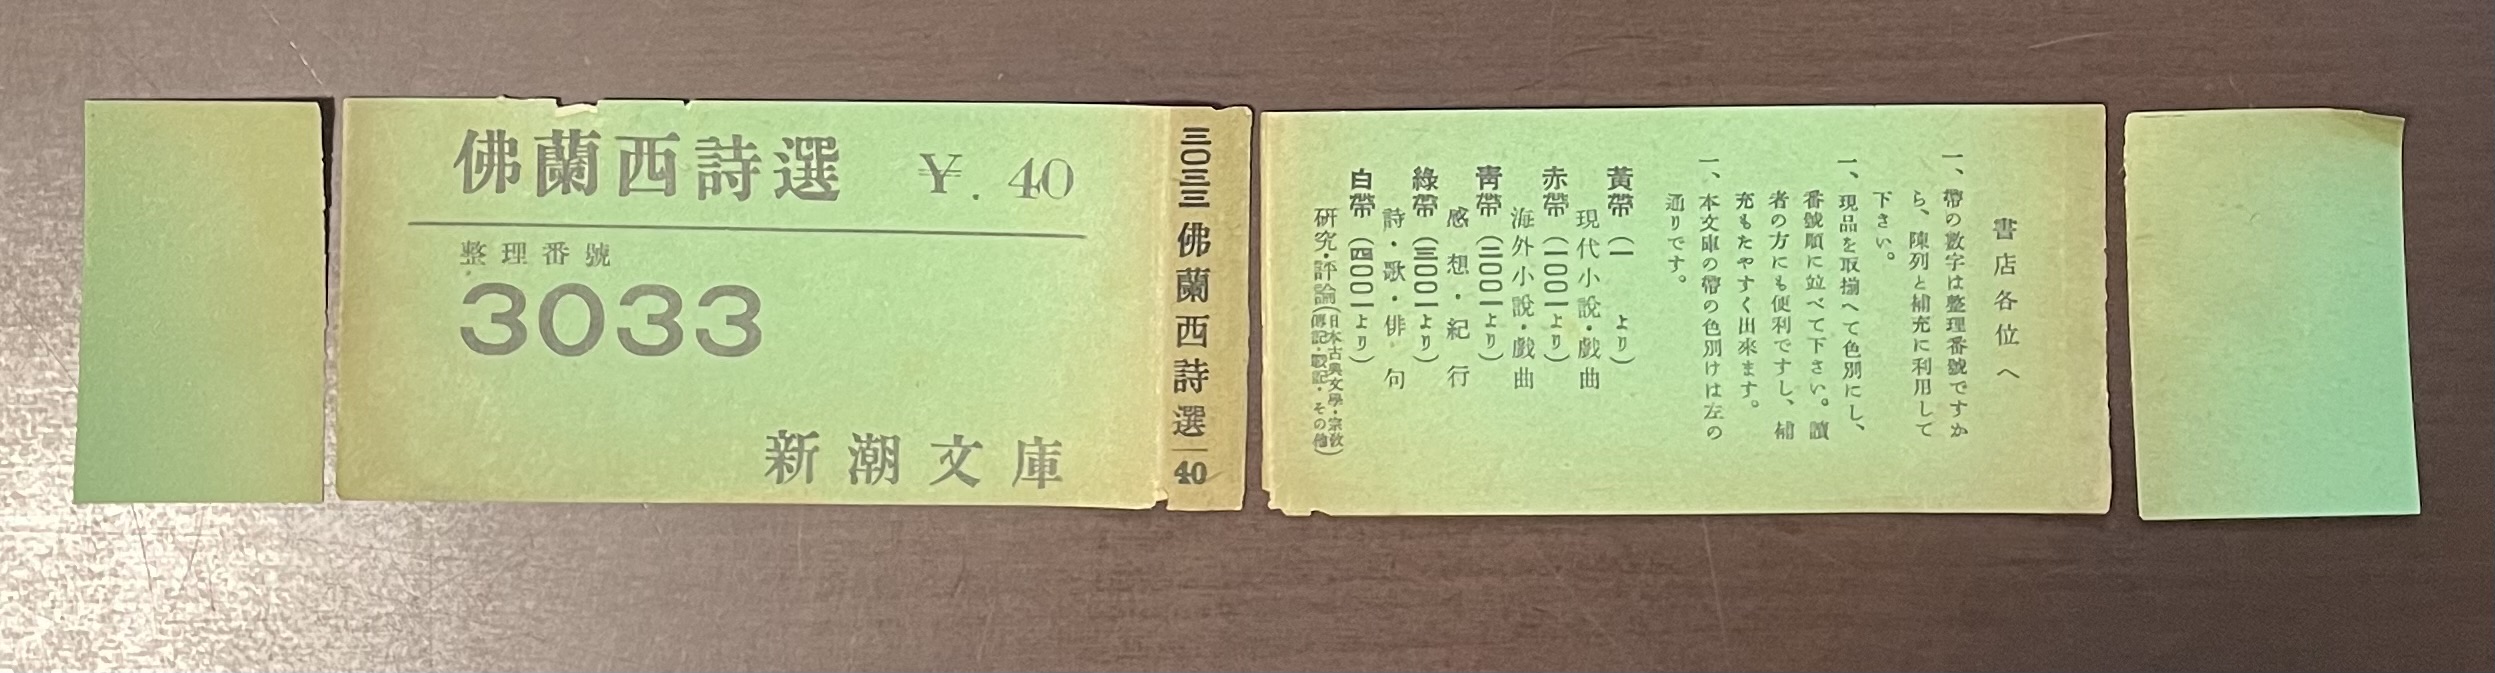 佛蘭西詩選 ¥.40
整理番號
3033
新潮文庫
三〇三三 佛蘭西詩選 40
書店各位へ
一、帶の數字は整理番號ですか
ら、陳列と補充に利用して
下さい。
一、現品を取揃へて色別にし、
番號順に竝べて下さい。讀
者の方にも便利ですし、補
充もたやすく出來ます。
一、本文庫の帶の色別けは左の
通りです。
黃帶（一 より）
現代小說・戲曲
赤帶（一〇〇一より）
海外小說・戲曲
靑帶（二〇〇一より）
感想・紀行
綠帶（三〇〇一より）
詩・歌・俳句
白帶（四〇〇一より）
研究・評論（日本古典文學・宗敎
傳記・戰記・その他）